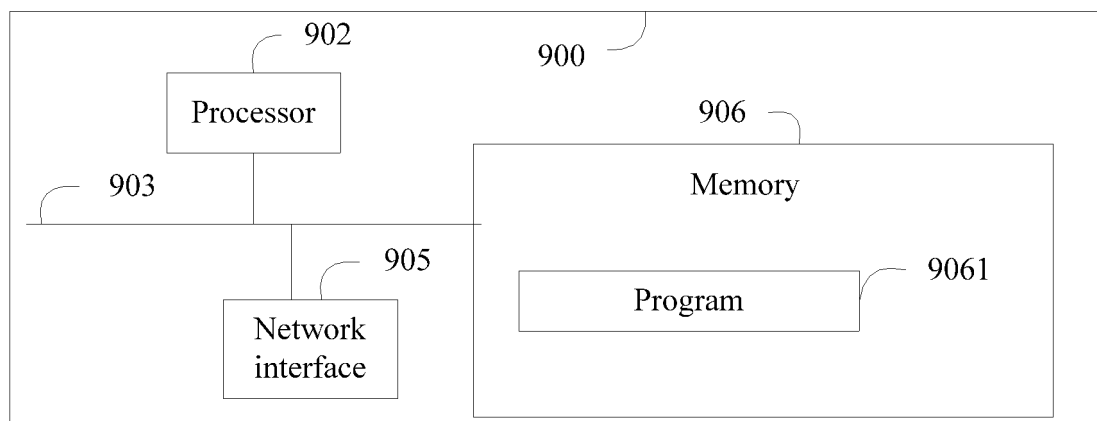 902
900
Processor
906
903
Memory
905
9061
Program
Network
interface